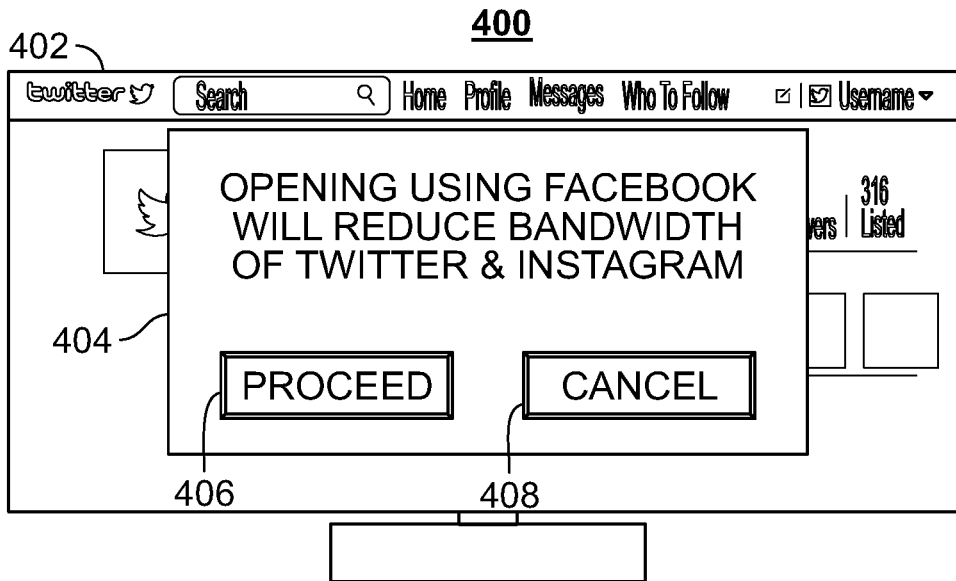 400
402
twitter Search Home Profile Messages Who To Follow Username
OPENING USING FACEBOOK
WILL REDUCE BANDWIDTH
OF TWITTER & INSTAGRAM
316
vers Listed
404
PROCEED CANCEL
406 408